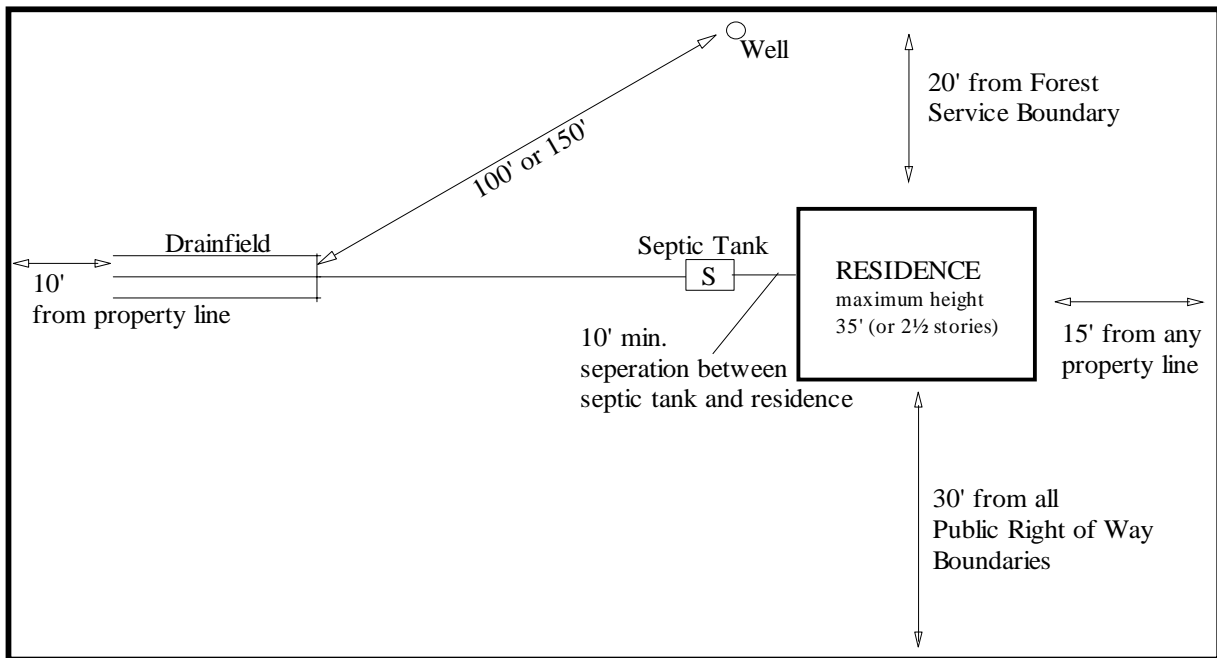 Well
20' from Forest
Service Boundary
100' or 150'
Drainfield
Septic Tank
S
RESIDENCE
maximum height
35' (or 2½ stories)
10'
from property line
15' from any
property line
10' min.
seperation between
septic tank and residence
30' from all
Public Right of Way
Boundaries